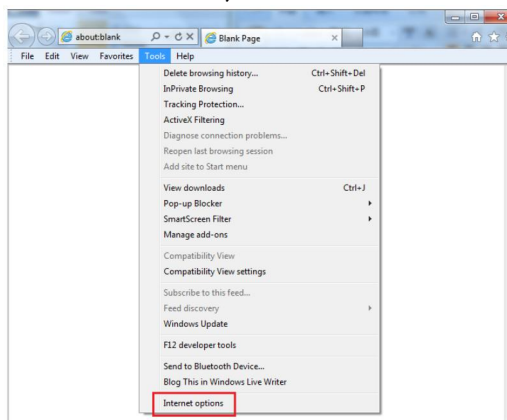 about:blank
Blank Page
File Edit View Favorites Tools Help
Delete browsing history... Ctrl+Shift+Del
InPrivate Browsing Ctrl+Shift+P
Tracking Protection...
ActiveX Filtering
Diagnose connection problems...
Reopen last browsing session
Add site to Start menu
View downloads Ctrl+J
Pop-up Blocker
SmartScreen Filter
Manage add-ons
Compatibility View
Compatibility View settings
Subscribe to this feed...
Feed discovery
Windows Update
F12 developer tools
Send to Bluetooth Device...
Blog This in Windows Live Writer
Internet options